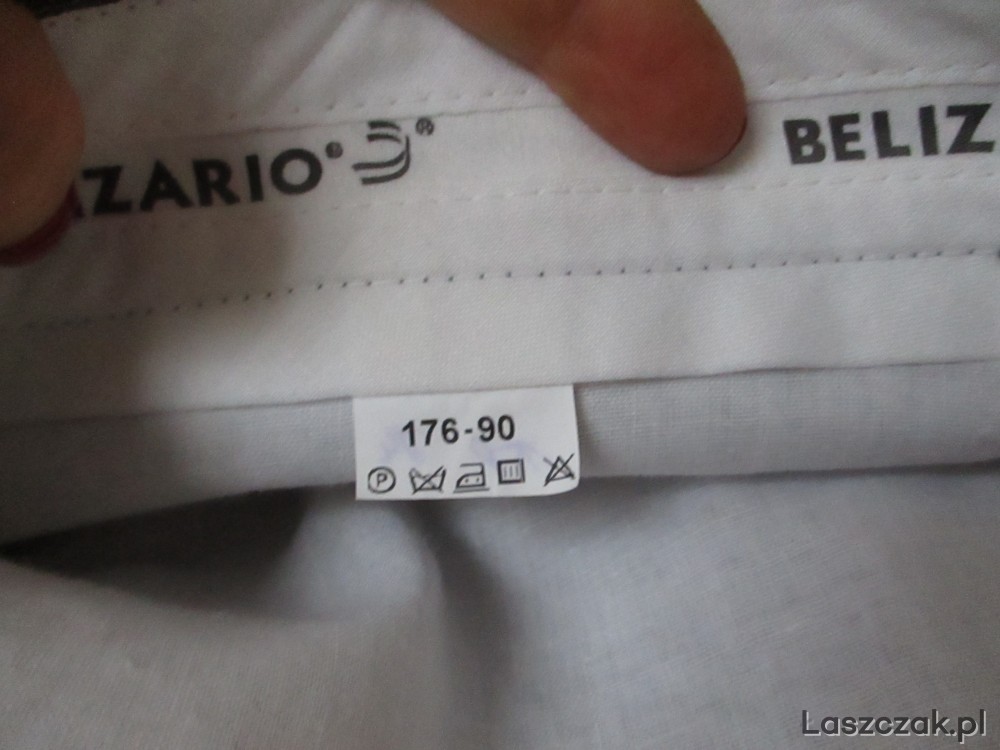 ZARIO® ®
BELIZ
176-90
P
Laszczak.pl